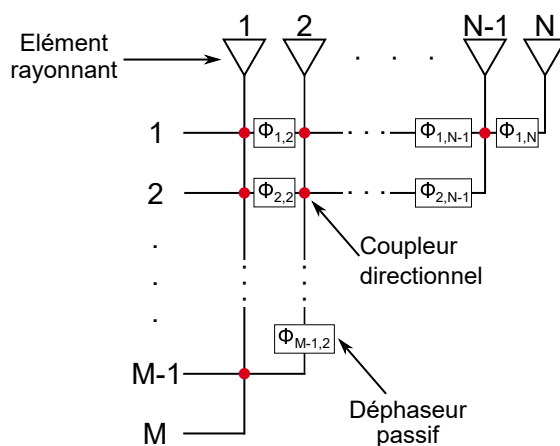 1 2 N-1 N
Elément
rayonnant
. . .
1 Φ1,2 . . . Φ1,N-1 Φ1,N
2 Φ2,2 . . . Φ2,N-1
Coupleur
directionnel
.
.
.
ΦM-1,2
M-1
Déphaseur
passif
M